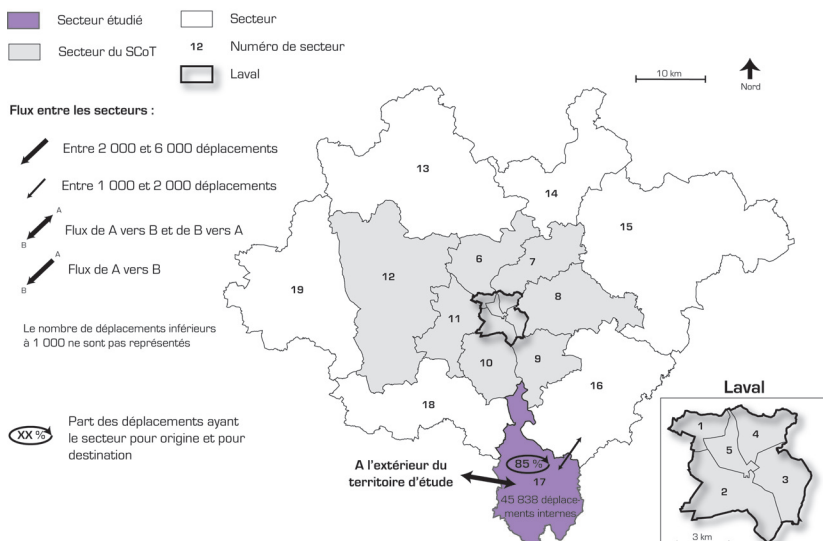 Secteur étudié
Secteur
Secteur du SCoT
12
Numéro de secteur
Laval
10 km
Nord
Flux entre les secteurs :
Entre 2 000 et 6 000 déplacements
Entre 1 000 et 2 000 déplacements
A
B
Flux de A vers B et de B vers A
A
B
Flux de A vers B
Le nombre de déplacements inférieurs
à 1 000 ne sont pas représentés
XX %
Part des déplacements ayant
le secteur pour origine et pour
destination
13
14
15
6
7
12
19
8
11
10
9
16
18
A l'extérieur du
territoire d'étude
85 %
17
45 838 déplace-
ments internes
Laval
1
4
5
2
3
3 km